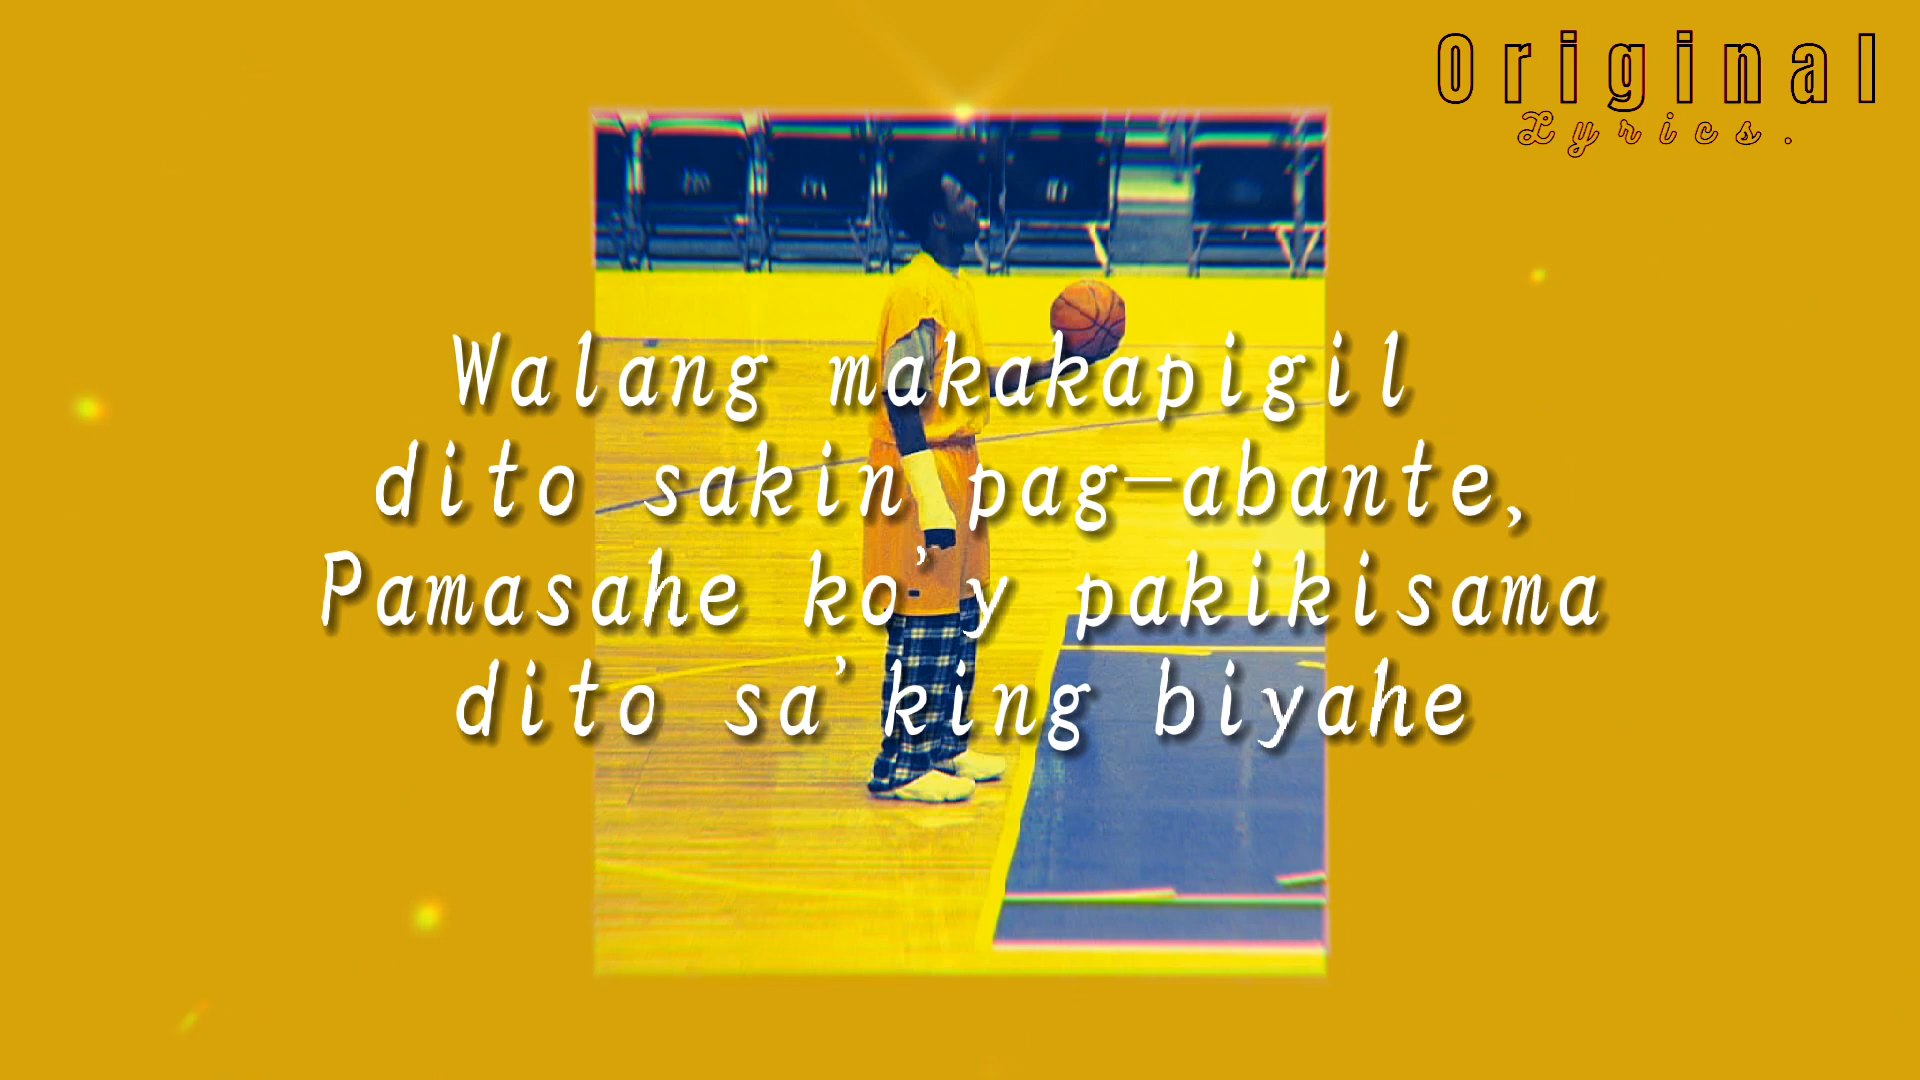 Original
Lyrics.
Walang makakapigil
dito sakin pag-abante,
Pamasahe ko'y pakikisama
dito sa'king biyahe